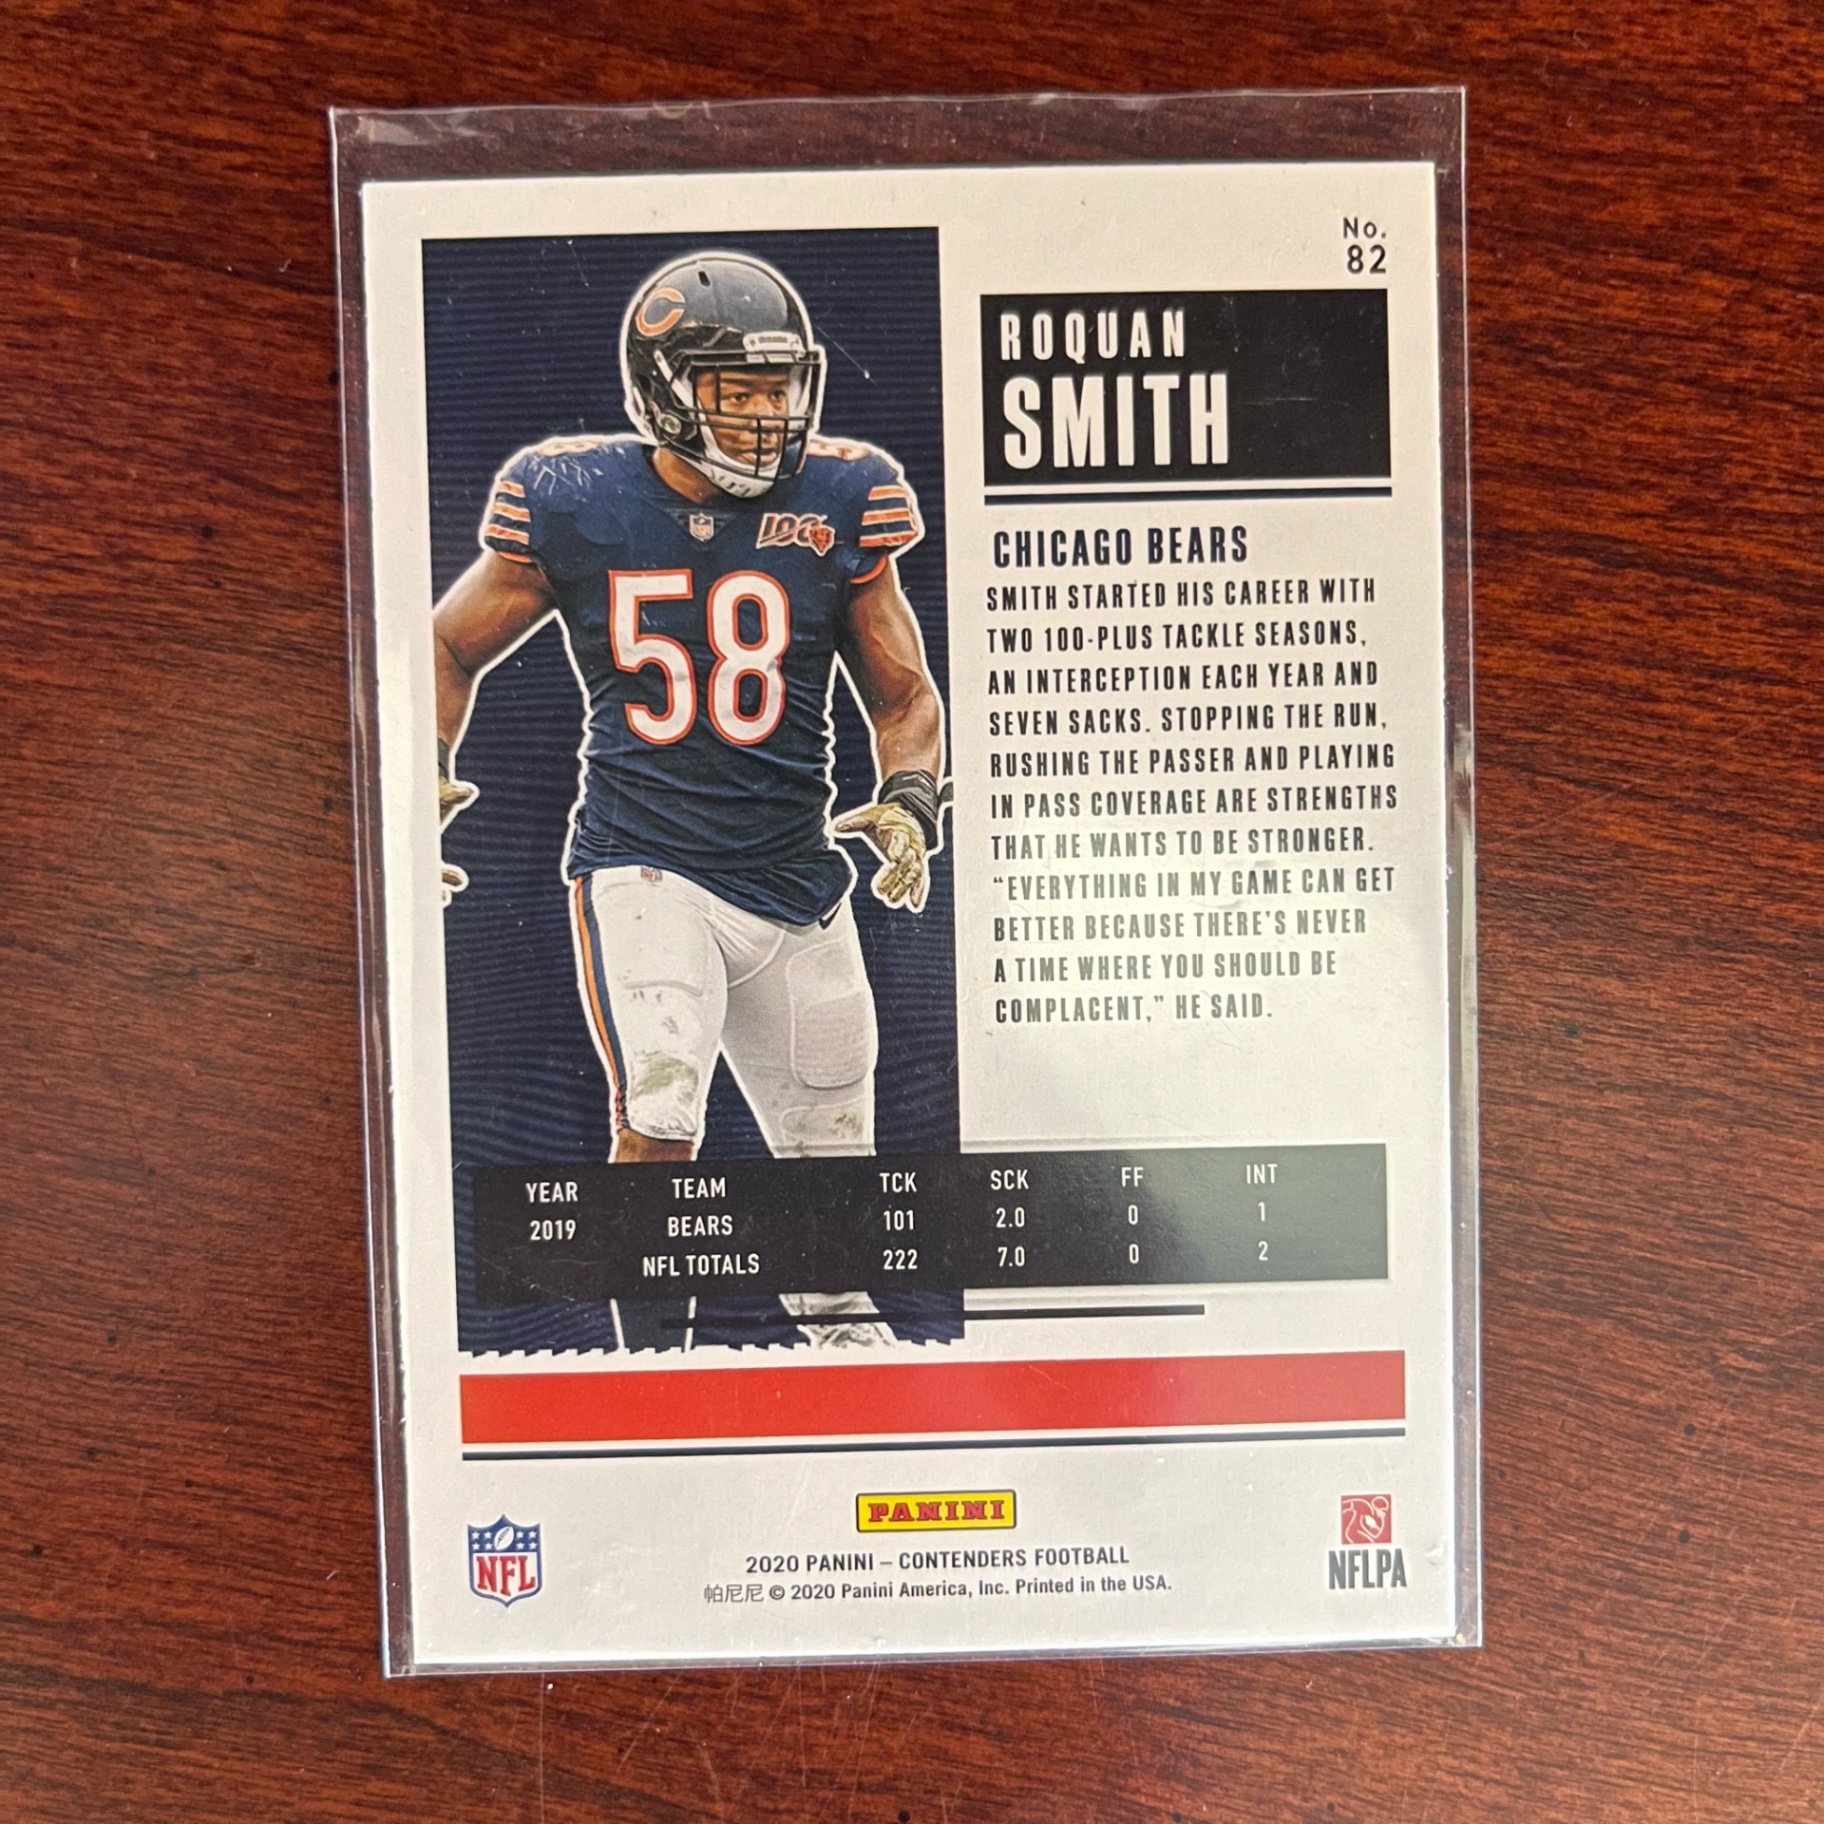 No.
82
ROQUAN
SMITH
CHICAGO BEARS
SMITH STARTED HIS CAREER WITH
TWO 100-PLUS TACKLE SEASONS,
AN INTERCEPTION EACH YEAR AND
SEVEN SACKS. STOPPING THE RUN,
RUSHING THE PASSER AND PLAYING
IN PASS COVERAGE ARE STRENGTHS
THAT HE WANTS TO BE STRONGER.
“EVERYTHING IN MY GAME CAN GET
BETTER BECAUSE THERE’S NEVER
A TIME WHERE YOU SHOULD BE
COMPLACENT,” HE SAID.
C
100
58
YEAR TEAM TCK SCK FF INT
2019 BEARS 101 2.0 0 1
NFL TOTALS 222 7.0 0 2
PANINI
NFL
2020 PANINI – CONTENDERS FOOTBALL
帕尼尼 © 2020 Panini America, Inc. Printed in the USA.
NFLPA